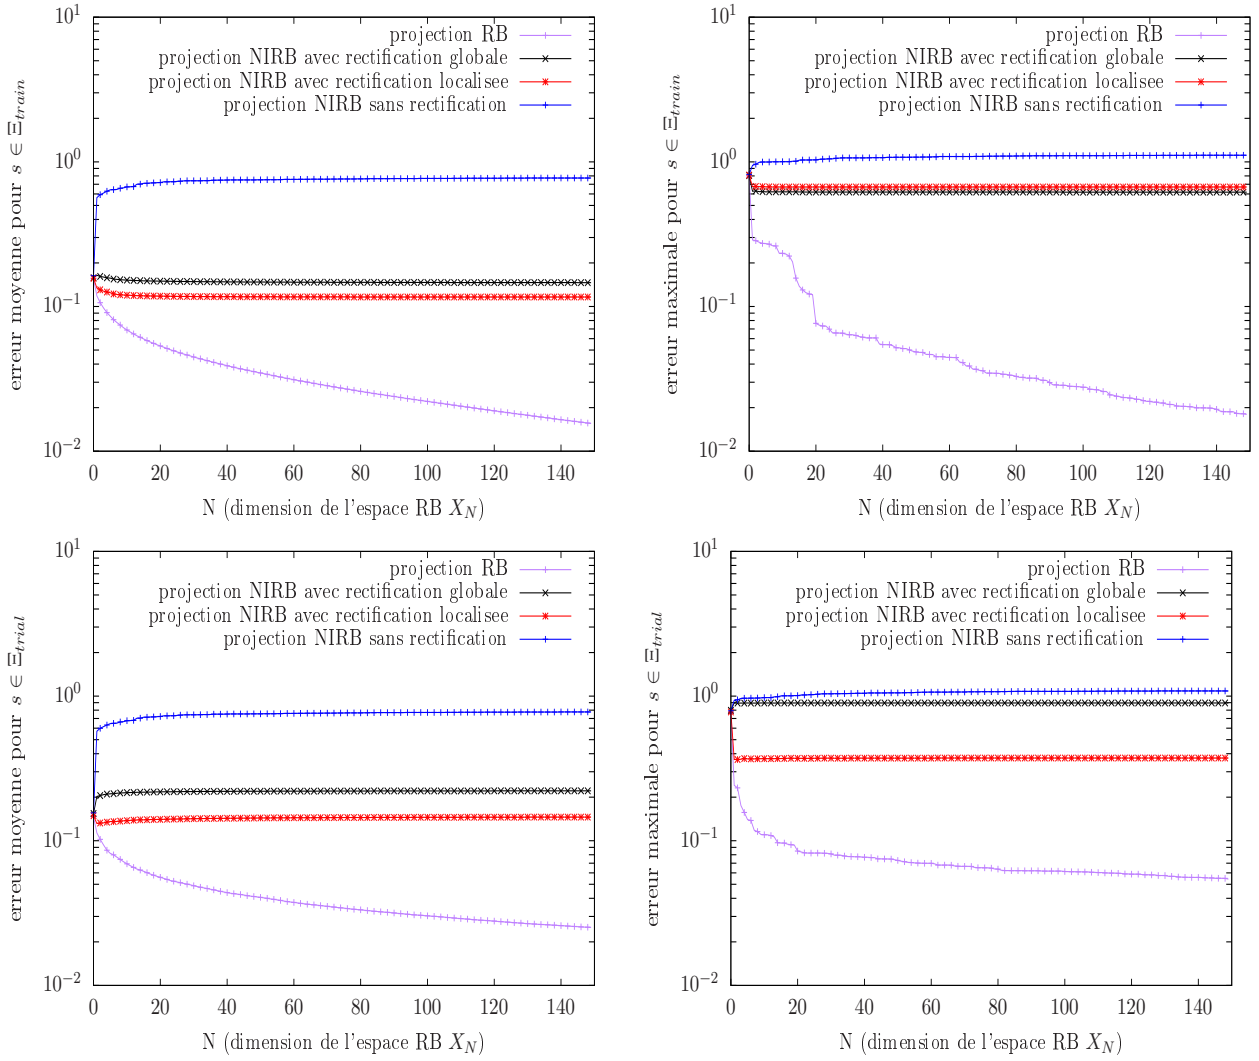 projection RB
projection NIRB avec rectification globale
projection NIRB avec rectification localisee
projection NIRB sans rectification
erreur moyenne pour s ∈ Ξ_train
10^1
10^0
10^−1
10^−2
0 20 40 60 80 100 120 140
N (dimension de l'espace RB X_N)
projection RB
projection NIRB avec rectification globale
projection NIRB avec rectification localisee
projection NIRB sans rectification
erreur maximale pour s ∈ Ξ_train
10^1
10^0
10^−1
10^−2
0 20 40 60 80 100 120 140
N (dimension de l'espace RB X_N)
projection RB
projection NIRB avec rectification globale
projection NIRB avec rectification localisee
projection NIRB sans rectification
erreur moyenne pour s ∈ Ξ_trial
10^1
10^0
10^−1
10^−2
0 20 40 60 80 100 120 140
N (dimension de l'espace RB X_N)
projection RB
projection NIRB avec rectification globale
projection NIRB avec rectification localisee
projection NIRB sans rectification
erreur maximale pour s ∈ Ξ_trial
10^1
10^0
10^−1
10^−2
0 20 40 60 80 100 120 140
N (dimension de l'espace RB X_N)